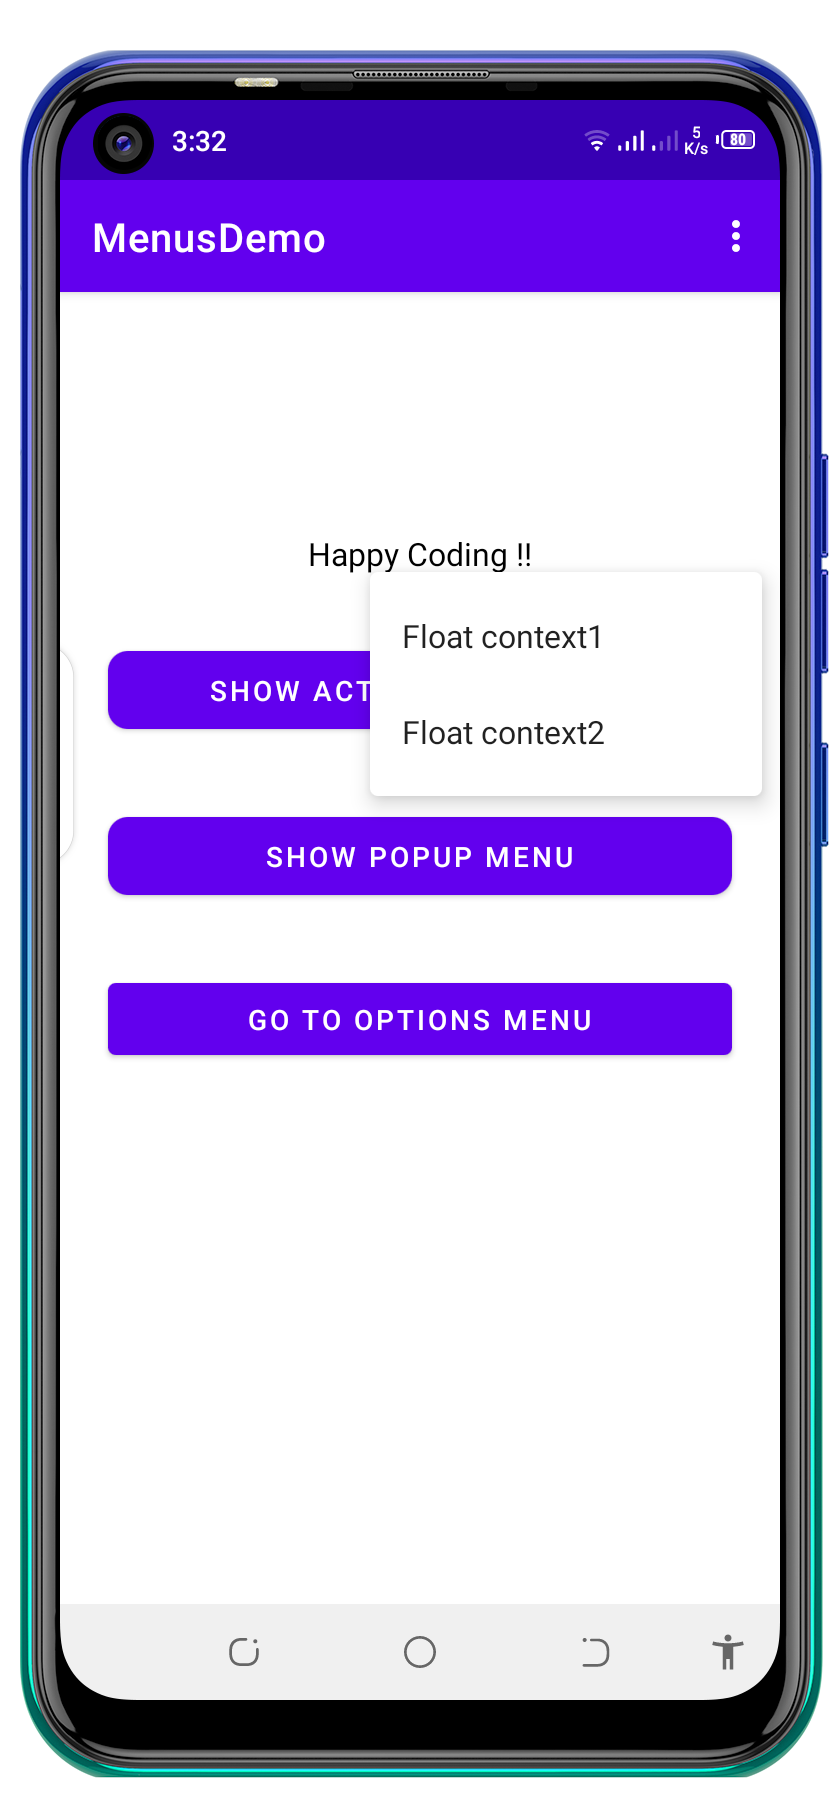 3:32
5
K/s
80
MenusDemo
Happy Coding !!
Float context1
SHOW ACT
Float context2
SHOW POPUP MENU
GO TO OPTIONS MENU